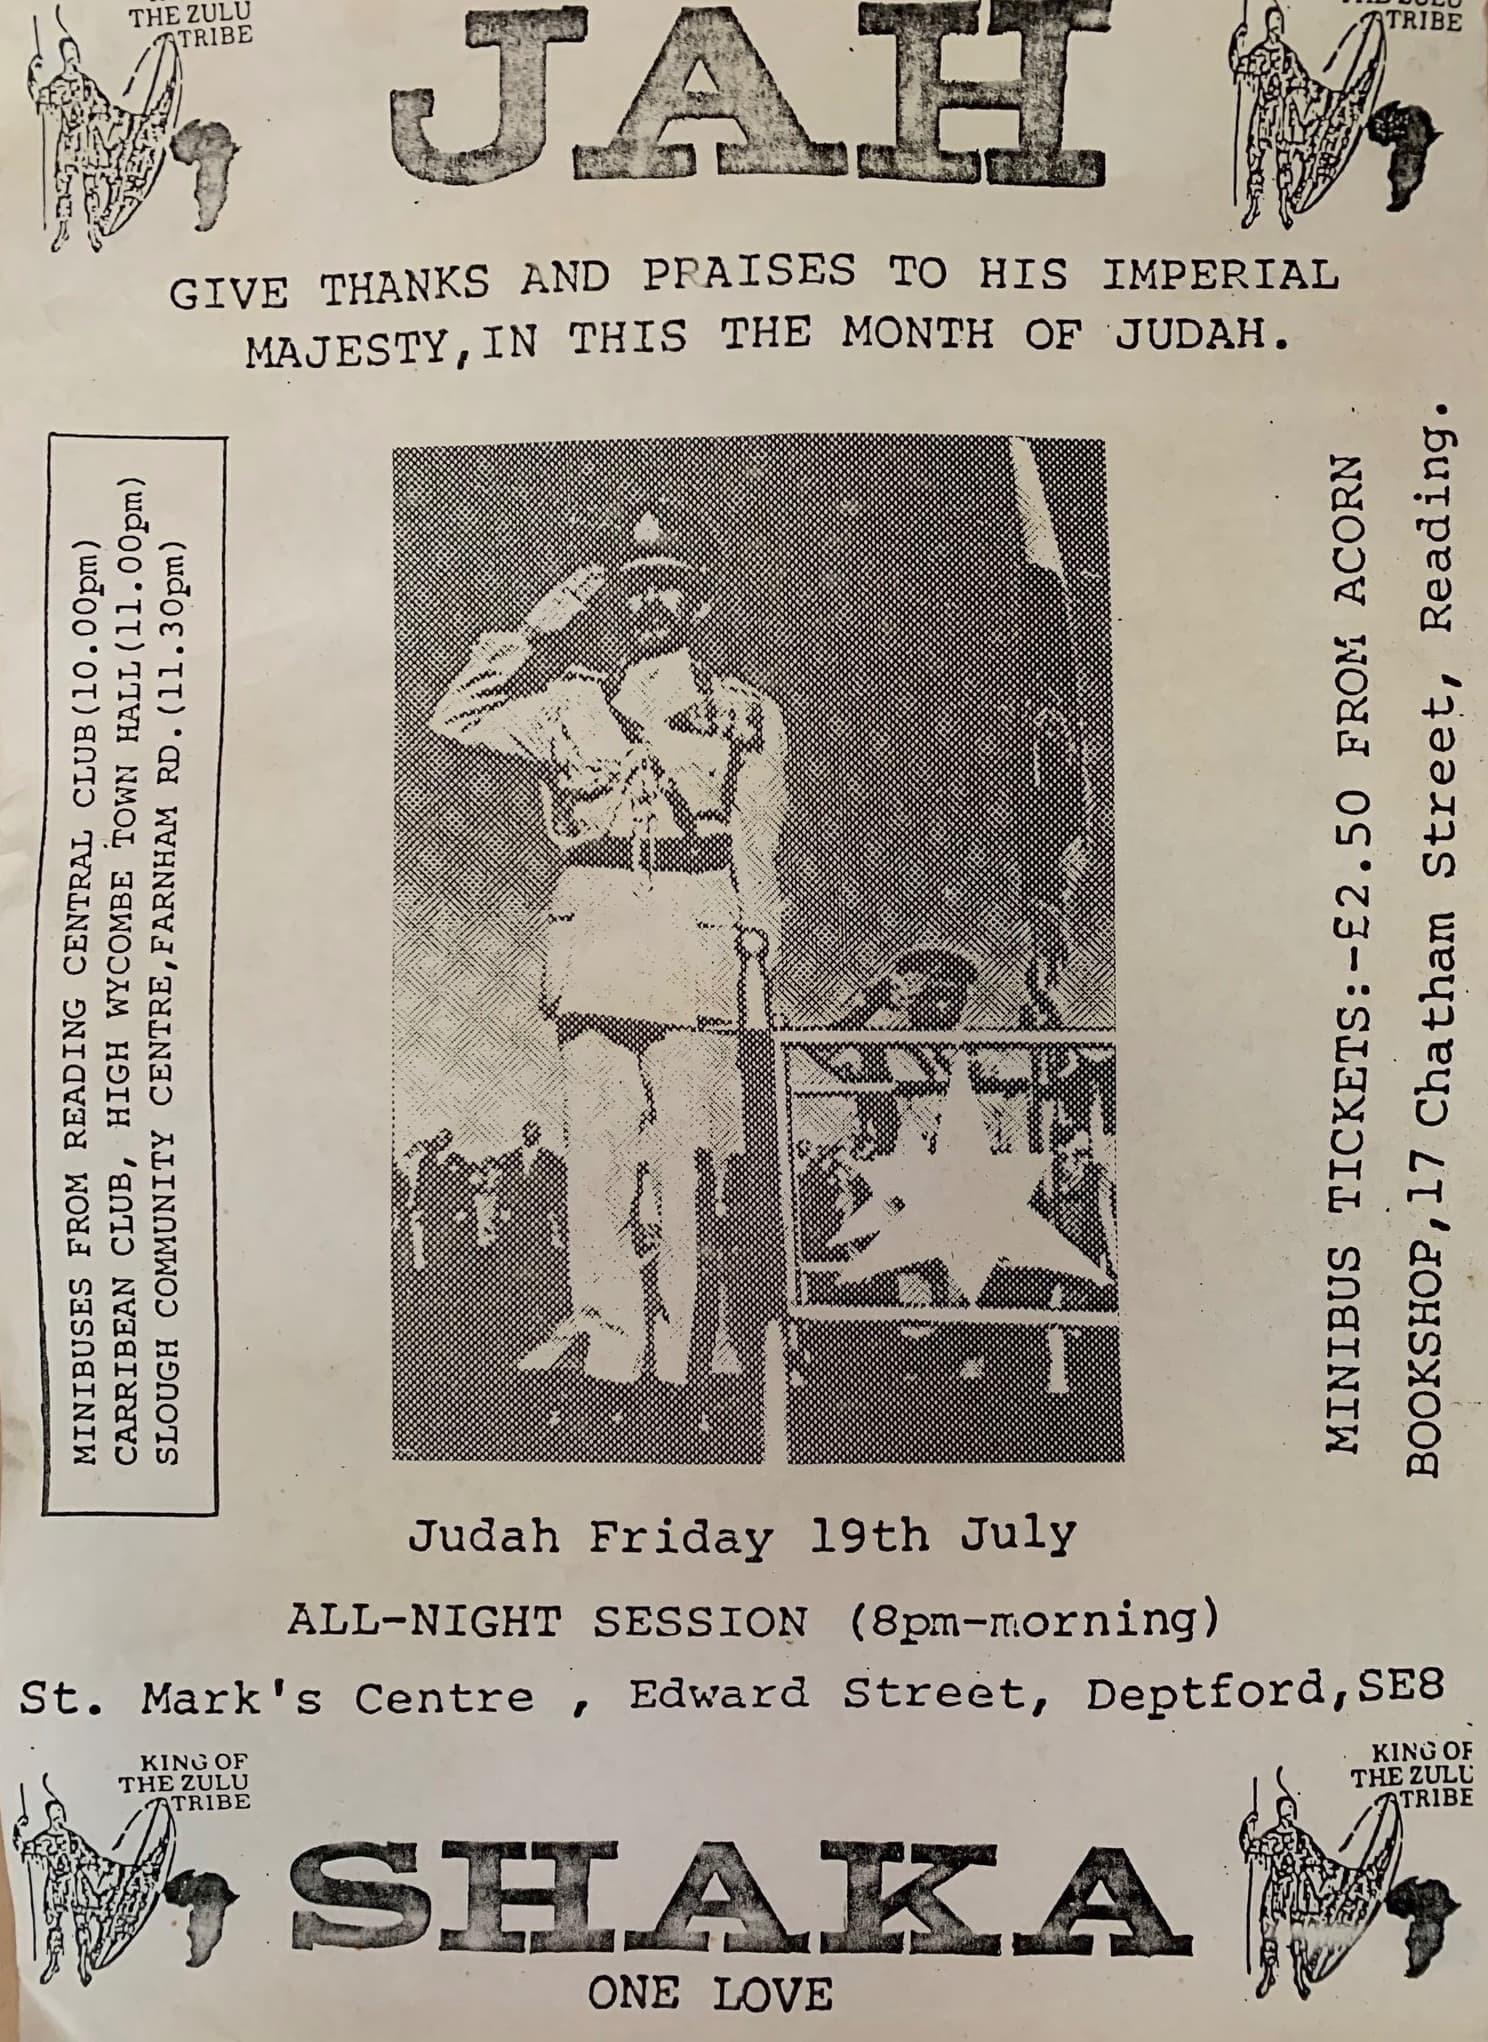 THE ZULU
TRIBE
JAH
TRIBE
GIVE THANKS AND PRAISES TO HIS IMPERIAL
MAJESTY,IN THIS THE MONTH OF JUDAH.
MINIBUSES FROM READING CENTRAL CLUB(10.00pm)
CARRIBEAN CLUB, HIGH WYCOMBE TOWN HALL(11.00pm)
SLOUGH COMMUNITY CENTRE,FARNHAM RD.(11.30pm)
MINIBUS TICKETS:-£2.50 FROM ACORN
BOOKSHOP,17 Chatham Street, Reading.
Judah Friday 19th July
ALL-NIGHT SESSION (8pm-morning)
St. Mark's Centre , Edward Street, Deptford,SE8
KING OF
THE ZULU
TRIBE
SHAKA
KING OF
THE ZULU
TRIBE
ONE LOVE